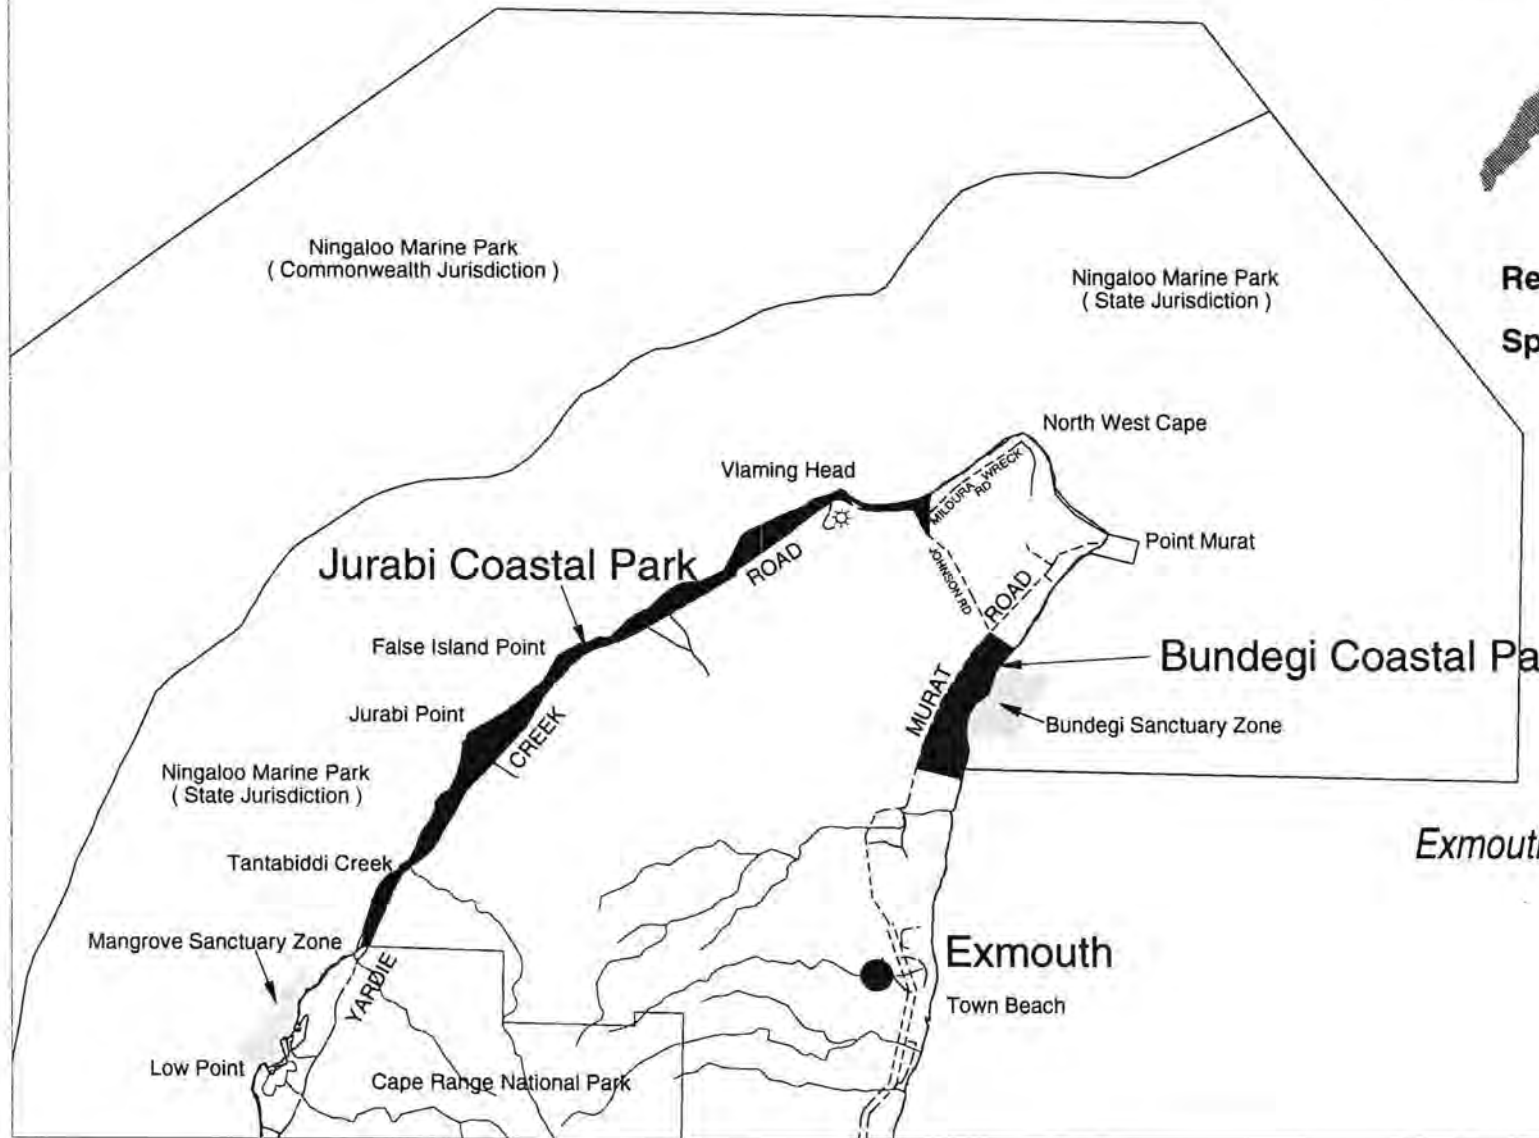 Ningaloo Marine Park
( Commonwealth Jurisdiction )
Ningaloo Marine Park
( State Jurisdiction )
Re
Sp
North West Cape
Vlaming Head
MILDURA WRECK
RD
Point Murat
Jurabi Coastal Park
ROAD
JOHNSON RD
ROAD
False Island Point
Bundegi Coastal Pa
MURAT
Jurabi Point
CREEK
Bundegi Sanctuary Zone
Ningaloo Marine Park
( State Jurisdiction )
Exmouth
Tantabiddi Creek
Mangrove Sanctuary Zone
Exmouth
YARDIE
Town Beach
Low Point
Cape Range National Park